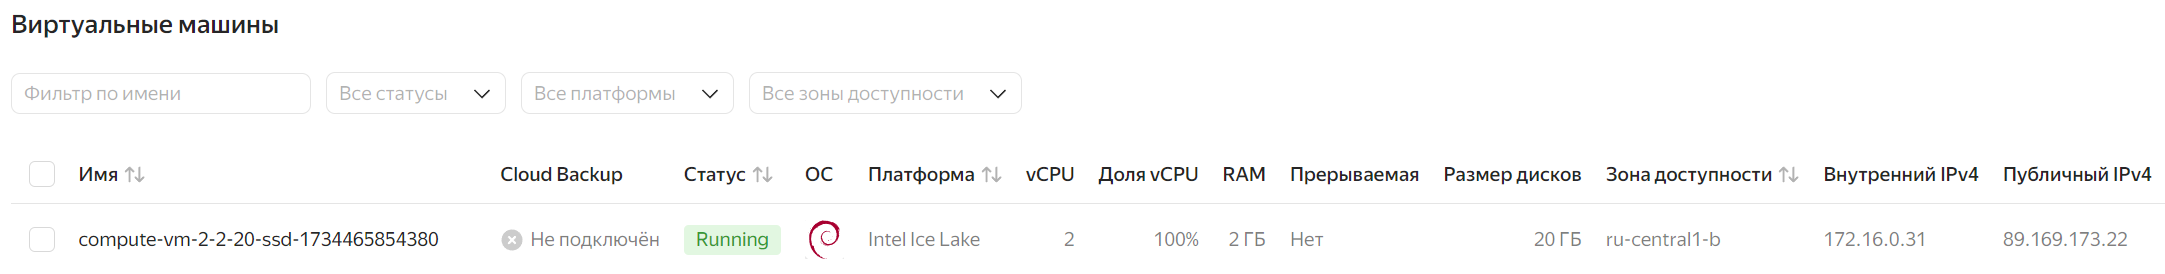 Виртуальные машины
Фильтр по имени Все статусы Все платформы Все зоны доступности
Имя Cloud Backup Статус ОС Платформа vCPU Доля vCPU RAM Прерываемая Размер дисков Зона доступности Внутренний IPv4 Публичный IPv4
compute-vm-2-2-20-ssd-1734465854380 Не подключён Running Intel Ice Lake 2 100% 2 ГБ Нет 20 ГБ ru-central1-b 172.16.0.31 89.169.173.22